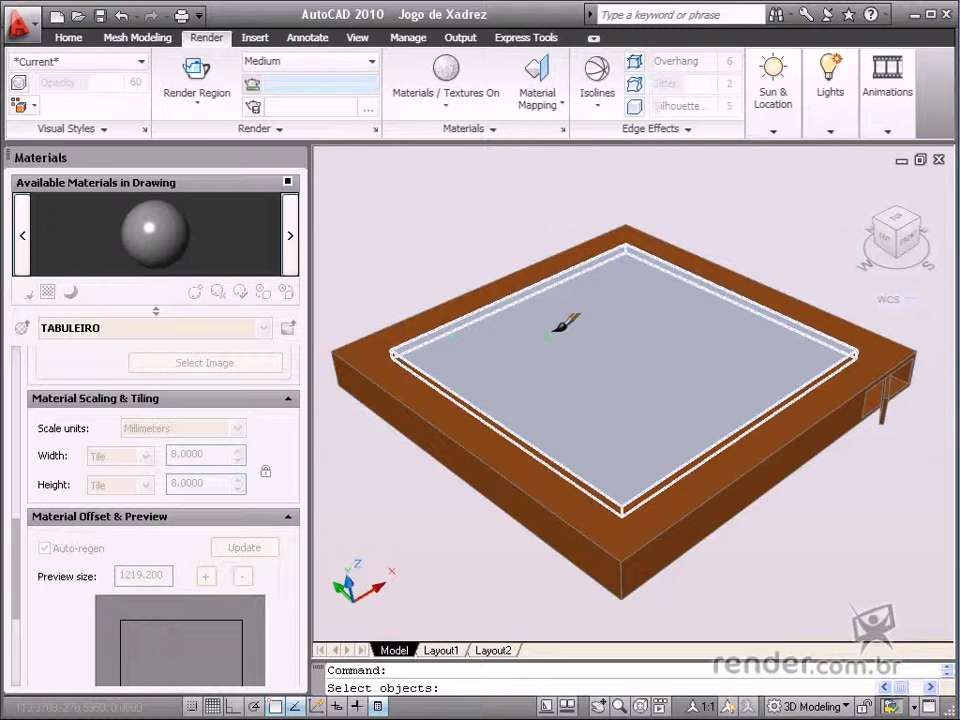 AutoCAD 2010 Jogo de Xadrez
Type a keyword or phrase
Home Mesh Modeling Render Insert Annotate View Manage Output Express Tools
*Current*
Opacity 60
Visual Styles
Render Region
Medium
Render
Materials / Textures On
Material Mapping
Materials
Isolines
Overhang 6
Jitter 2
Silhouette... 5
Edge Effects
Sun & Location
Lights
Animations
Materials
Available Materials in Drawing
TABULEIRO
Select Image
Material Scaling & Tiling
Scale units: Millimeters
Width: Tile 8.0000
Height: Tile 8.0000
Material Offset & Preview
Auto-regen Update
Preview size: 1219.200 + -
TOP
FRONT
W S
WCS
Z
Y
X
Model Layout1 Layout2
render.com.br
Command:
Select objects:
1:1 3D Modeling